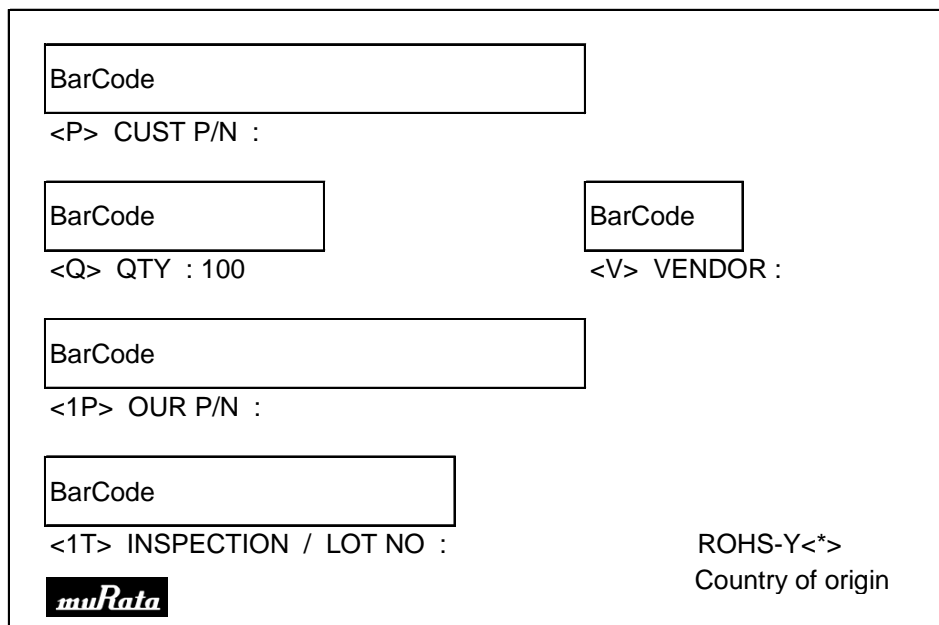 BarCode
<P> CUST P/N :
BarCode BarCode
<Q> QTY : 100 <V> VENDOR :
BarCode
<1P> OUR P/N :
BarCode
<1T> INSPECTION / LOT NO : ROHS-Y<*>
Country of origin
muRata